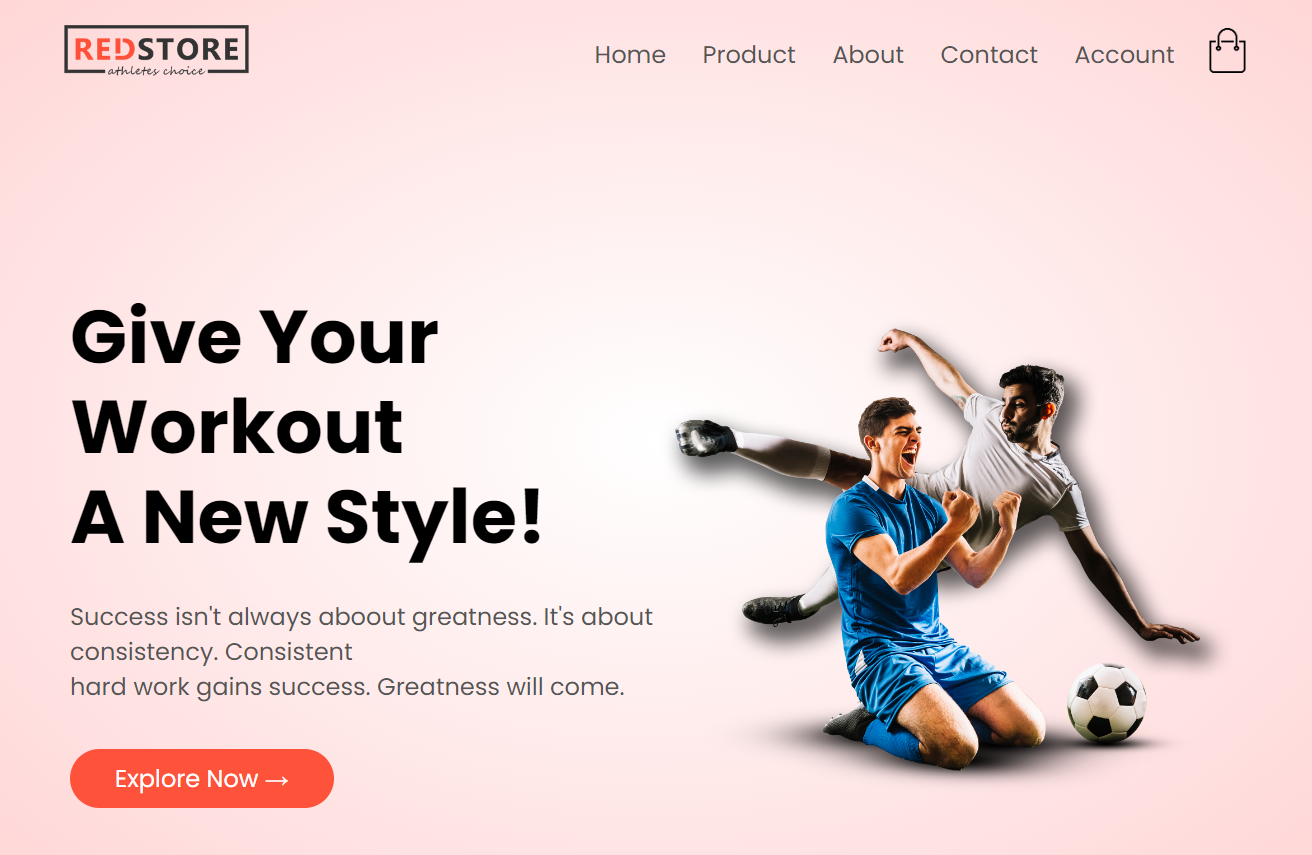 REDSTORE
athletes choice
Home Product About Contact Account
Give Your
Workout
A New Style!
Success isn't always aboout greatness. It's about
consistency. Consistent
hard work gains success. Greatness will come.
Explore Now →